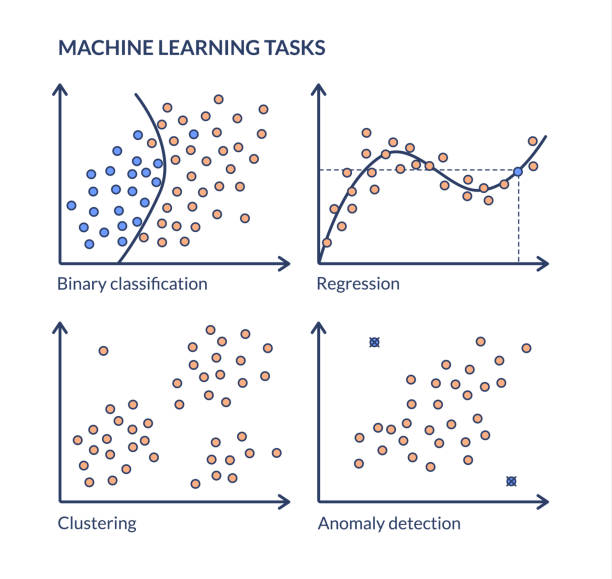 MACHINE LEARNING TASKS
Binary classification
Regression
Clustering
Anomaly detection